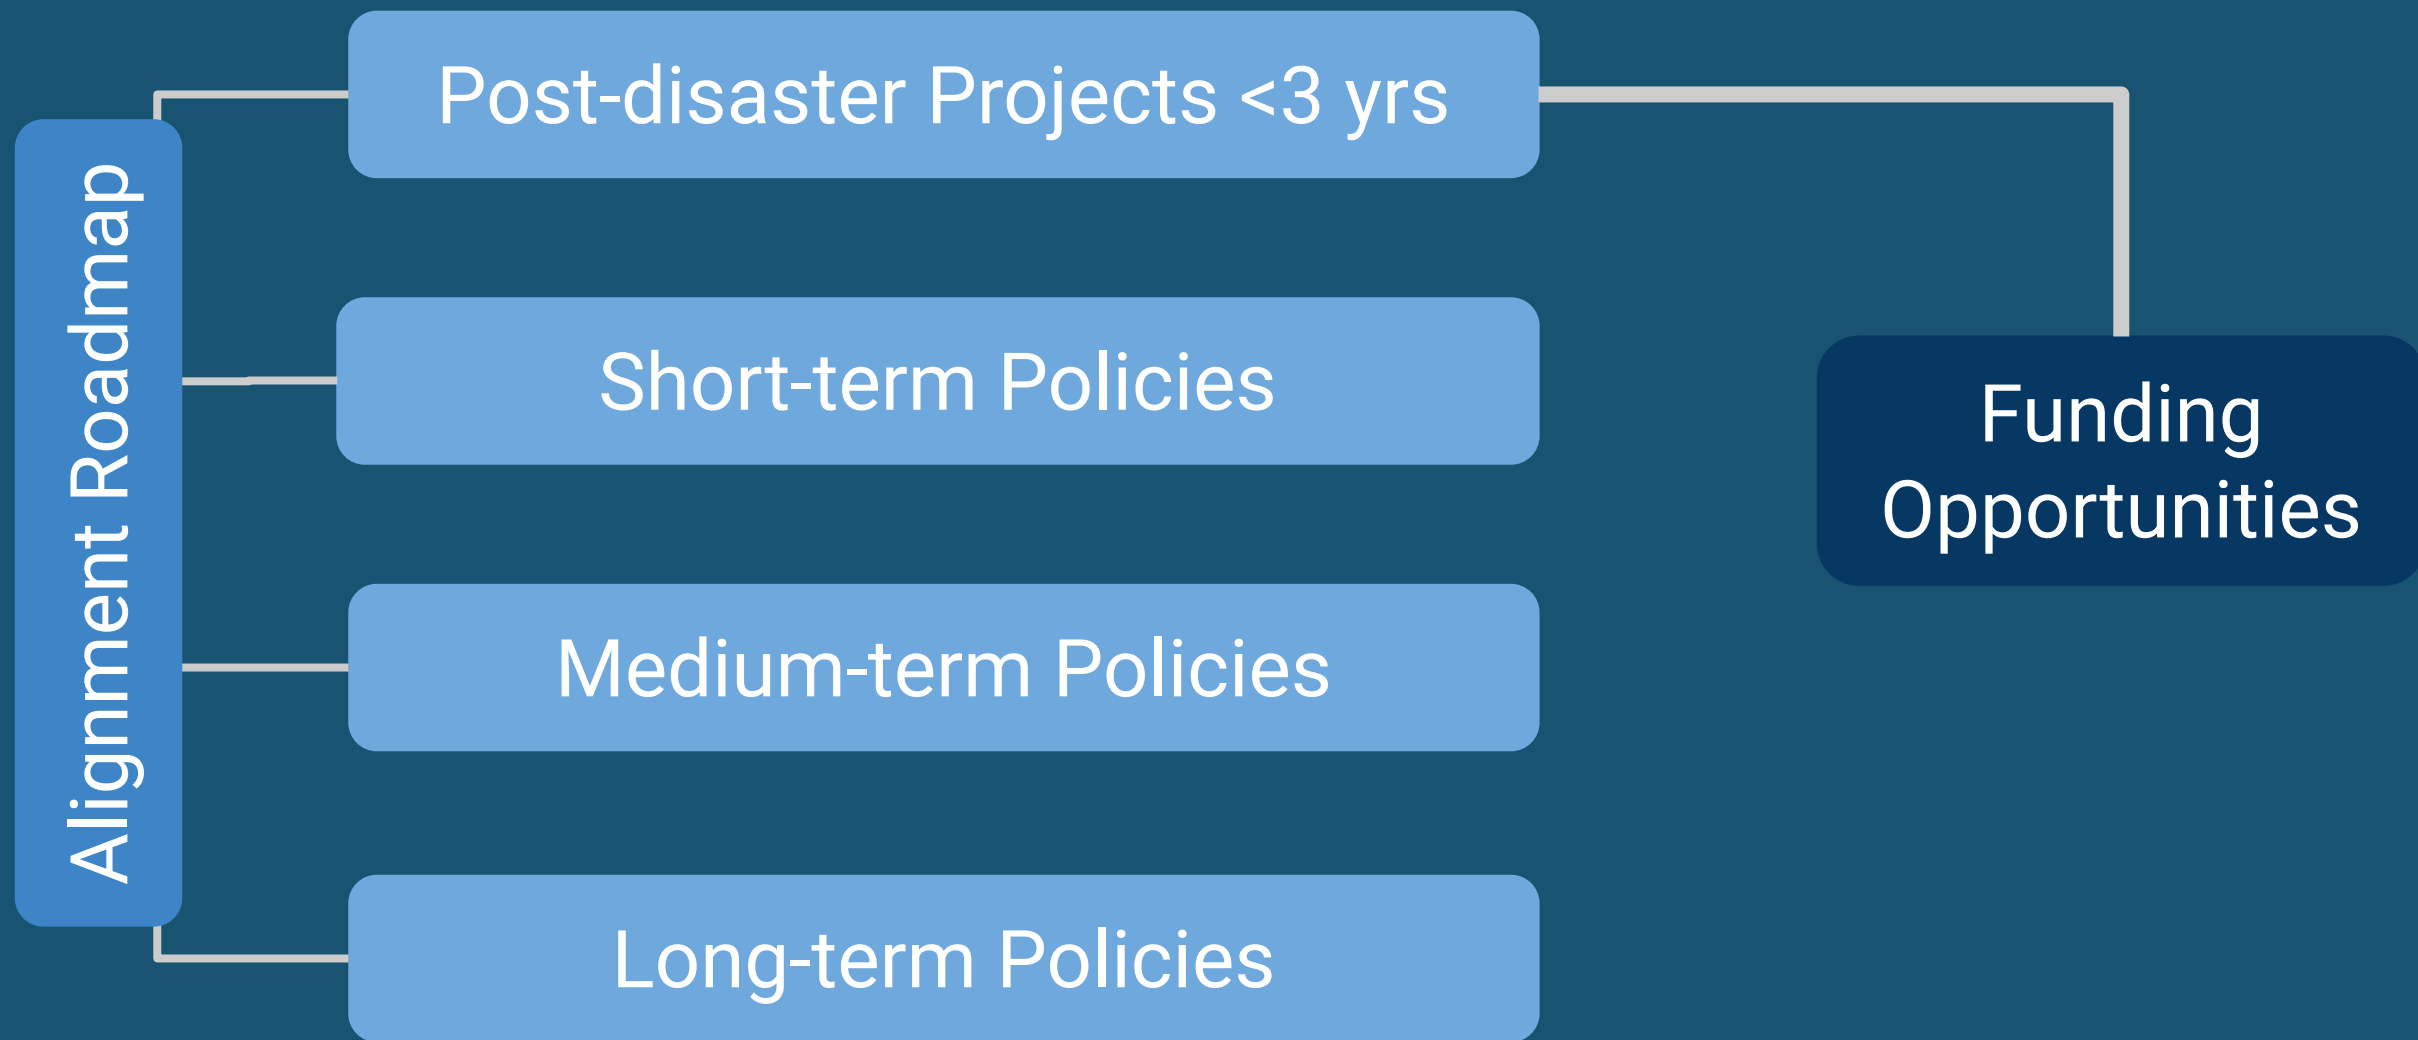 Alignment Roadmap
Post-disaster Projects <3 yrs
Short-term Policies
Medium-term Policies
Long-term Policies
Funding
Opportunities